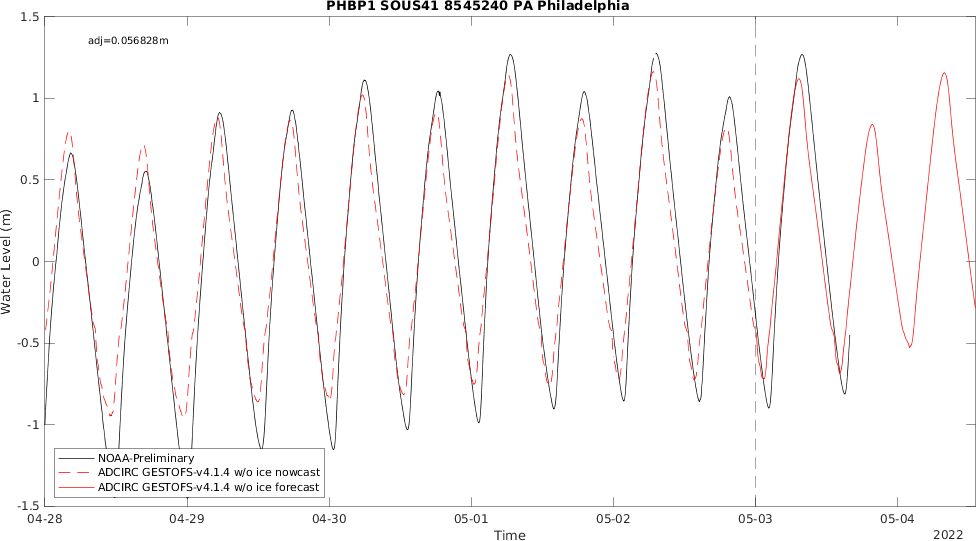 PHBP1 SOUS41 8545240 PA Philadelphia
adj=0.056828m
1.5
1
0.5
0
-0.5
-1
-1.5
Water Level (m)
NOAA-Preliminary
ADCIRC GESTOFS-v4.1.4 w/o ice nowcast
ADCIRC GESTOFS-v4.1.4 w/o ice forecast
04-28 04-29 04-30 05-01 05-02 05-03 05-04
Time
2022